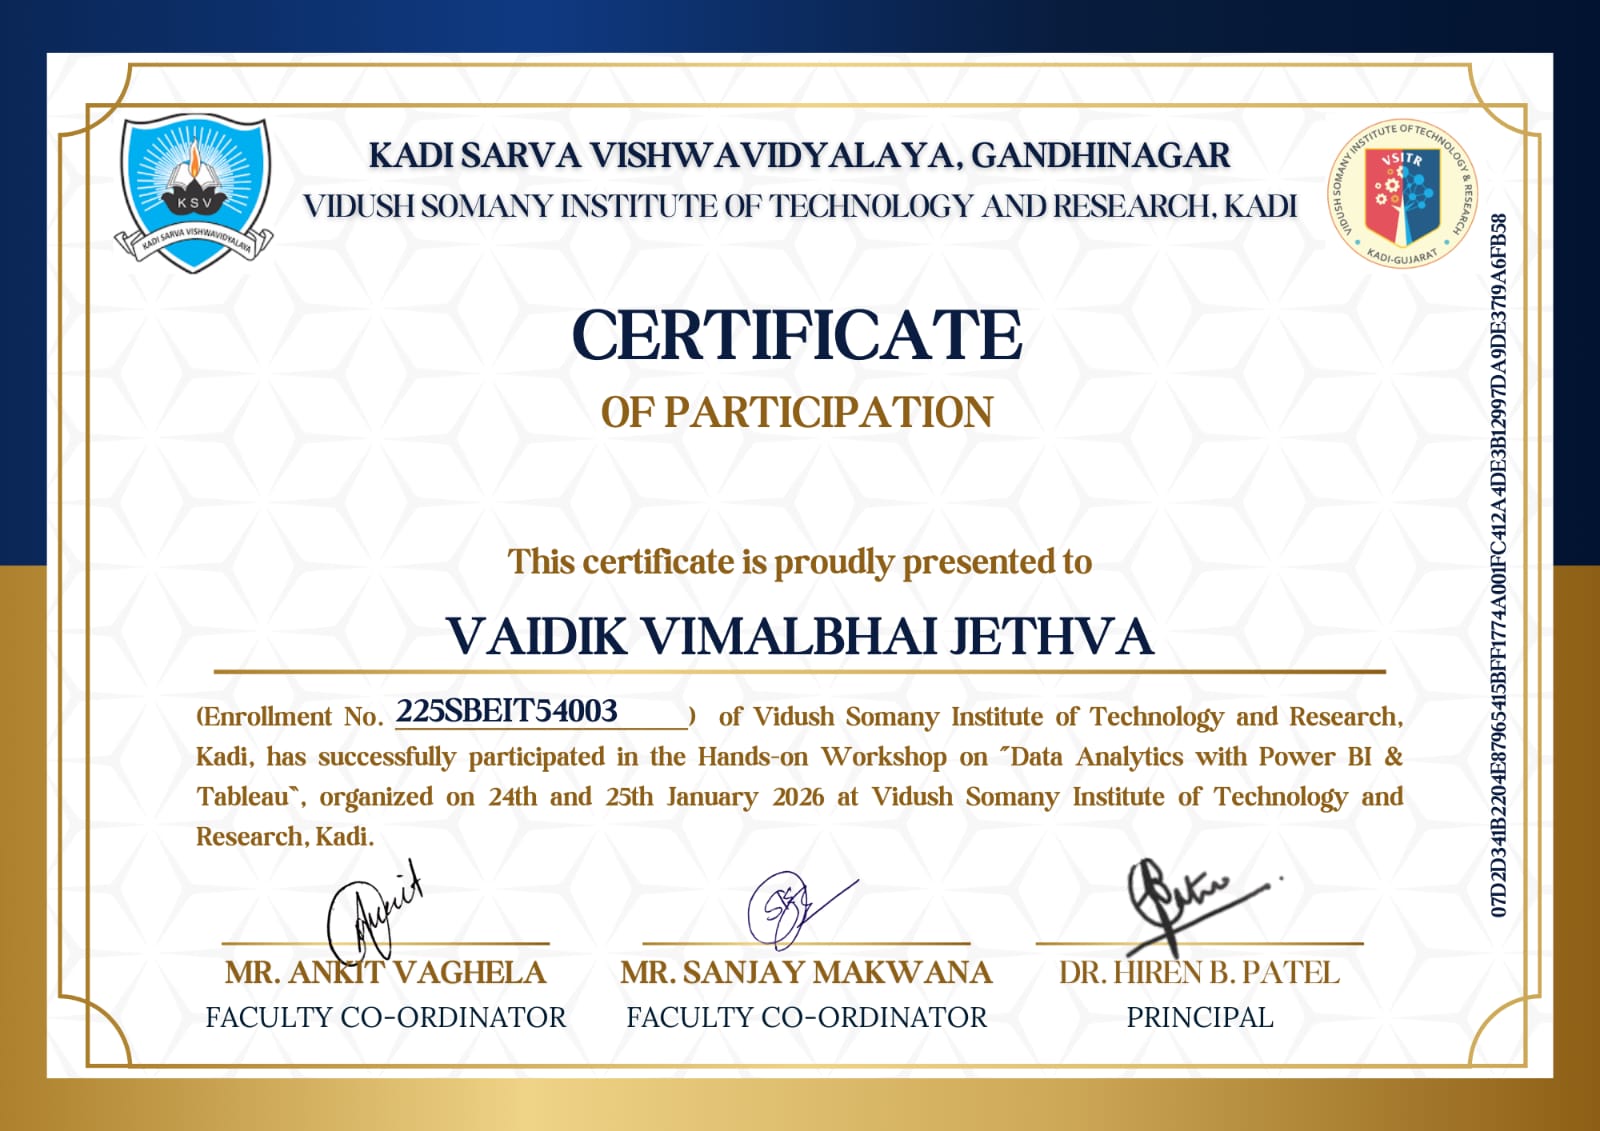 KADI SARVA VISHWAVIDYALAYA, GANDHINAGAR
VIDUSH SOMANY INSTITUTE OF TECHNOLOGY AND RESEARCH, KADI
KSV
KADI SARVA VISHWAVIDYALAYA
VIDUSH SOMANY INSTITUTE OF TECHNOLOGY & RESEARCH
VSITR
KADI-GUJARAT
CERTIFICATE
OF PARTICIPATION
This certificate is proudly presented to
VAIDIK VIMALBHAI JETHVA
(Enrollment No. 225SBEIT54003) of Vidush Somany Institute of Technology and Research,
Kadi, has successfully participated in the Hands-on Workshop on "Data Analytics with Power BI &
Tableau", organized on 24th and 25th January 2026 at Vidush Somany Institute of Technology and
Research, Kadi.
Ankit
MR. ANKIT VAGHELA
FACULTY CO-ORDINATOR
MR. SANJAY MAKWANA
FACULTY CO-ORDINATOR
DR. HIREN B. PATEL
PRINCIPAL
07D2D341B2204E87965415BFF1774A001FC412A4DE3B12997DA9DE3719A6FB58